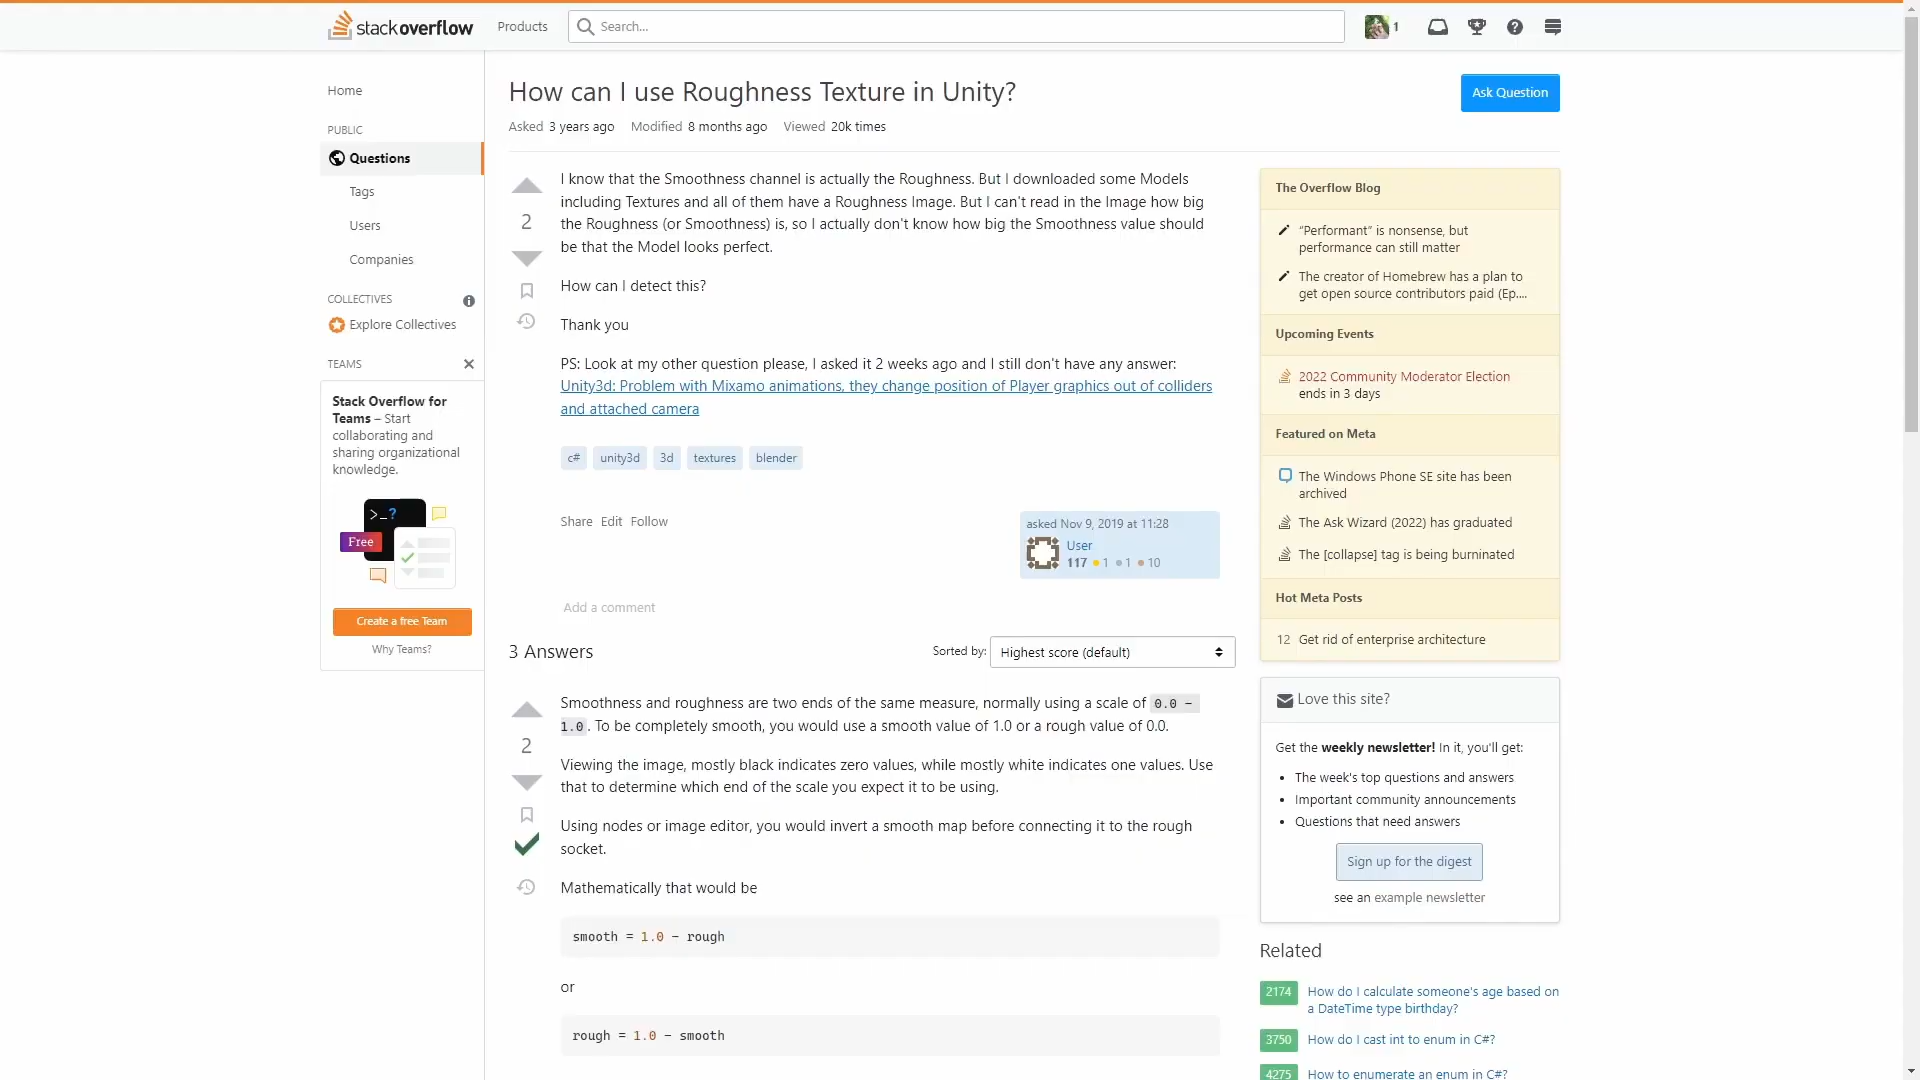 stackoverflow
Products
Search...
1
Home
PUBLIC
Questions
Tags
Users
Companies
COLLECTIVES
Explore Collectives
TEAMS
Stack Overflow for
Teams – Start
collaborating and
sharing organizational
knowledge.
>_?
Free
Create a free Team
Why Teams?
How can I use Roughness Texture in Unity?
Ask Question
Asked 3 years ago Modified 8 months ago Viewed 20k times
2
I know that the Smoothness channel is actually the Roughness. But I downloaded some Models
including Textures and all of them have a Roughness Image. But I can't read in the Image how big
the Roughness (or Smoothness) is, so I actually don't know how big the Smoothness value should
be that the Model looks perfect.
How can I detect this?
Thank you
PS: Look at my other question please, I asked it 2 weeks ago and I still don't have any answer:
Unity3d: Problem with Mixamo animations, they change position of Player graphics out of colliders
and attached camera
c# unity3d 3d textures blender
Share Edit Follow
asked Nov 9, 2019 at 11:28
User
117 1 1 10
Add a comment
3 Answers
Sorted by: Highest score (default)
2
Smoothness and roughness are two ends of the same measure, normally using a scale of 0.0 -
1.0. To be completely smooth, you would use a smooth value of 1.0 or a rough value of 0.0.
Viewing the image, mostly black indicates zero values, while mostly white indicates one values. Use
that to determine which end of the scale you expect it to be using.
Using nodes or image editor, you would invert a smooth map before connecting it to the rough
socket.
Mathematically that would be
smooth = 1.0 - rough
or
rough = 1.0 - smooth
The Overflow Blog
“Performant” is nonsense, but
performance can still matter
The creator of Homebrew has a plan to
get open source contributors paid (Ep....
Upcoming Events
2022 Community Moderator Election
ends in 3 days
Featured on Meta
The Windows Phone SE site has been
archived
The Ask Wizard (2022) has graduated
The [collapse] tag is being burninated
Hot Meta Posts
12 Get rid of enterprise architecture
Love this site?
Get the weekly newsletter! In it, you'll get:
The week's top questions and answers
Important community announcements
Questions that need answers
Sign up for the digest
see an example newsletter
Related
2174 How do I calculate someone's age based on
a DateTime type birthday?
3750 How do I cast int to enum in C#?
4275 How to enumerate an enum in C#?